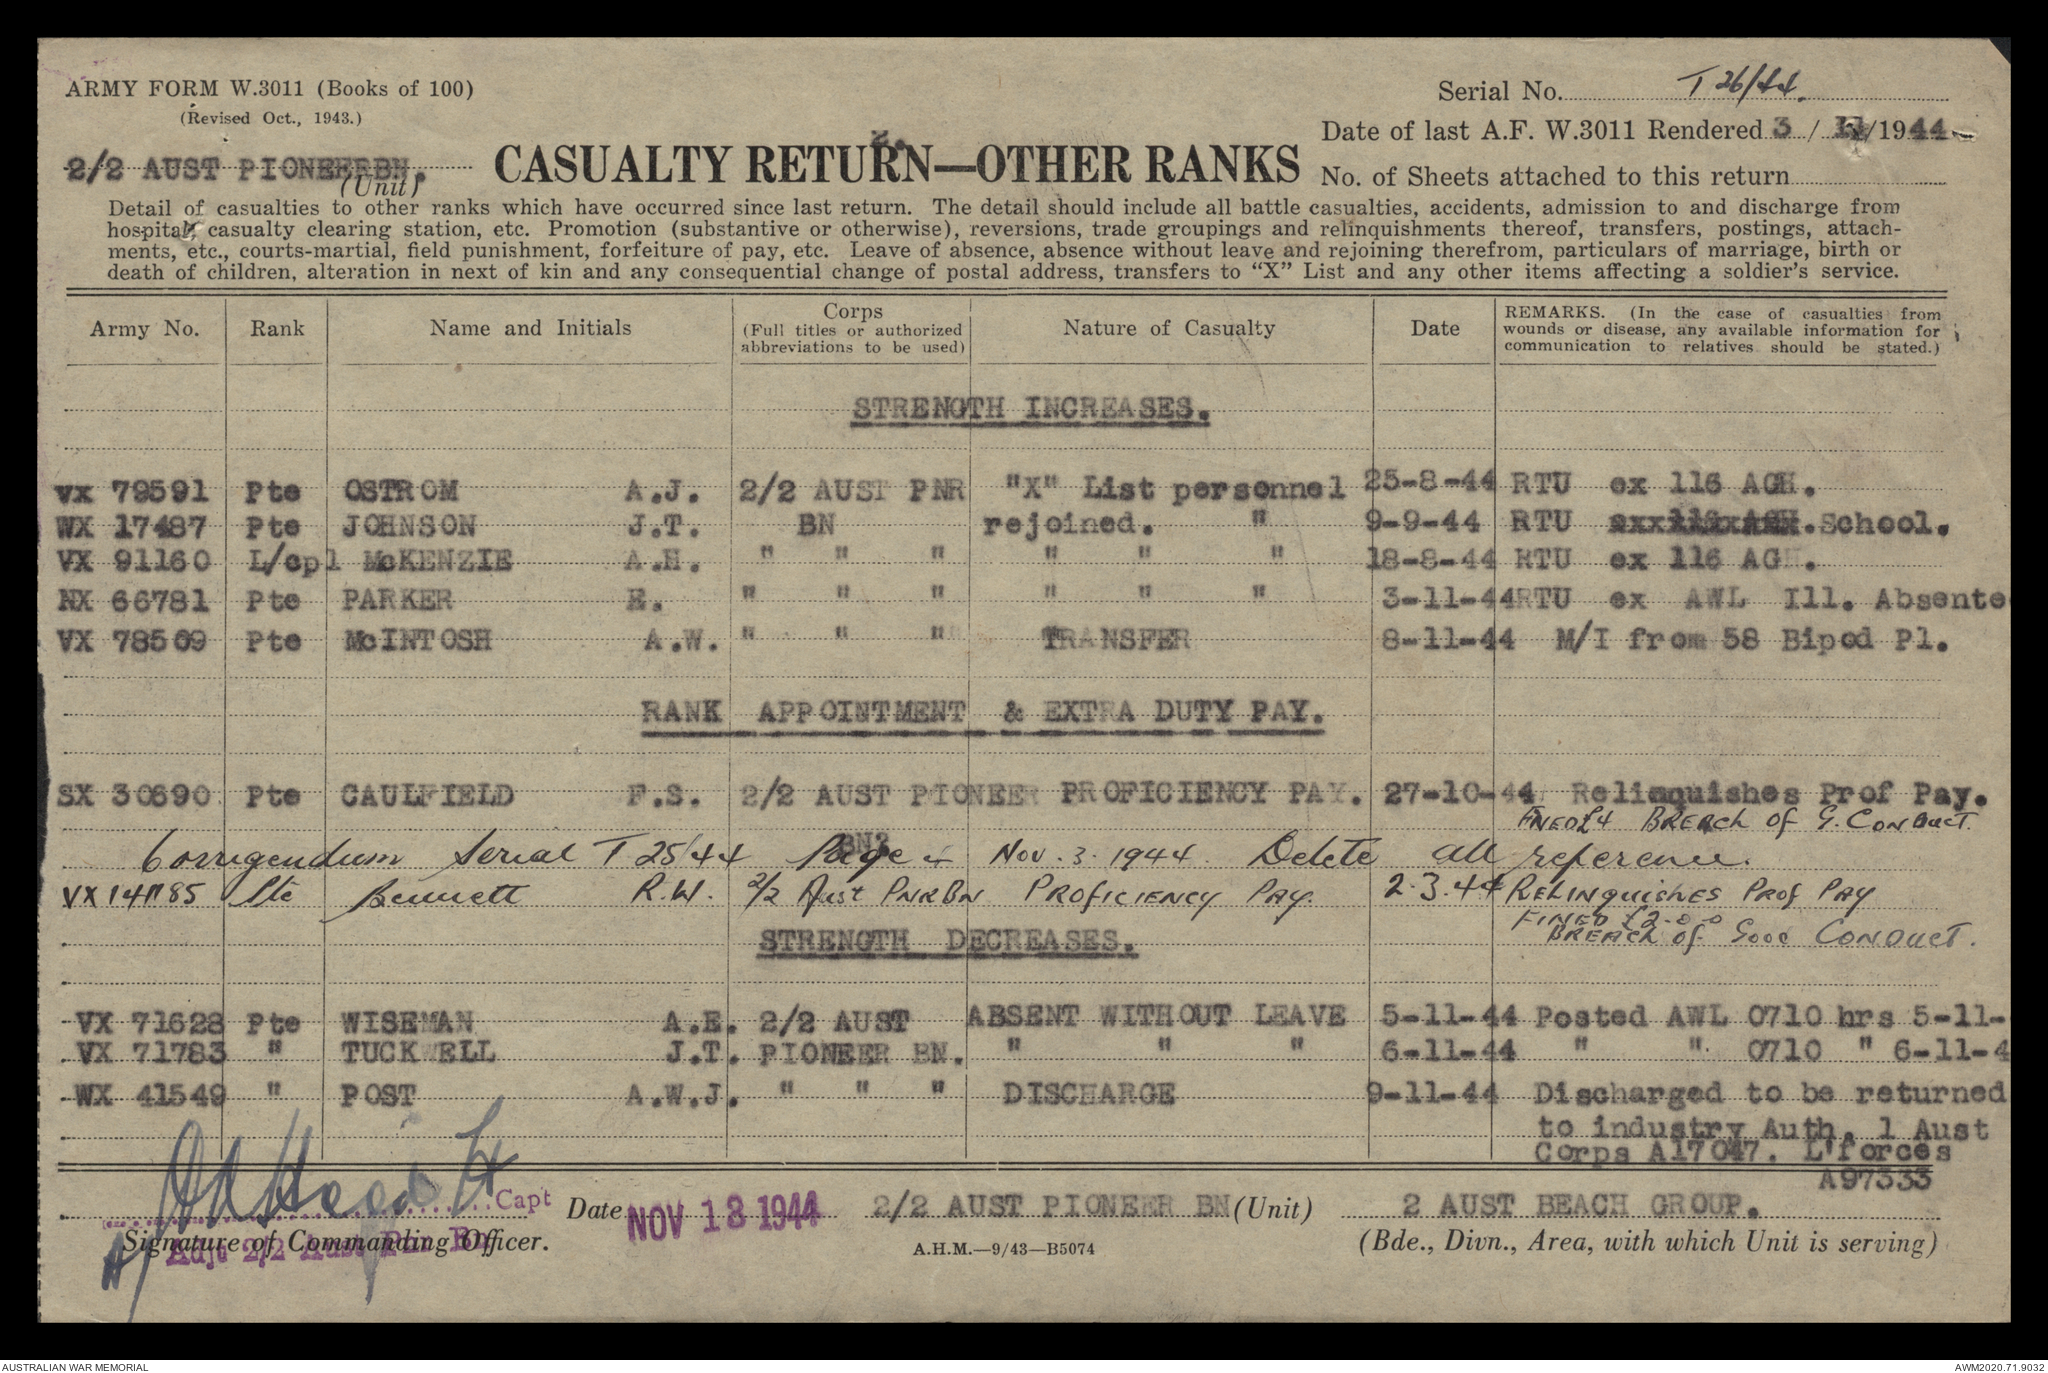 ARMY FORM W.3011 (Books of 100)
(Revised Oct., 1943.)
Serial No. T 26/44.
Date of last A.F. W.3011 Rendered 3 / 11/1944
2/2 AUST PIONEER BN.
(Unit)
2.
CASUALTY RETURN—OTHER RANKS
No. of Sheets attached to this return
Detail of casualties to other ranks which have occurred since last return. The detail should include all battle casualties, accidents, admission to and discharge from
hospital, casualty clearing station, etc. Promotion (substantive or otherwise), reversions, trade groupings and relinquishments thereof, transfers, postings, attach-
ments, etc., courts-martial, field punishment, forfeiture of pay, etc. Leave of absence, absence without leave and rejoining therefrom, particulars of marriage, birth or
death of children, alteration in next of kin and any consequential change of postal address, transfers to "X" List and any other items affecting a soldier's service.
Army No. Rank Name and Initials Corps (Full titles or authorized abbreviations to be used) Nature of Casualty Date REMARKS. (In the case of casualties from wounds or disease, any available information for communication to relatives should be stated.)
STRENGTH INCREASES.
VX 79591 Pte OSTROM A.J. 2/2 AUST PNR "X" List personnel 25-8-44 RTU ex 116 AGH.
WX 17487 Pte JOHNSON J.T. BN rejoined. " 9-9-44 RTU School.
VX 91160 L/cpl McKENZIE A.H. " " " " " " 18-8-44 RTU ex 116 AGH.
NX 66781 Pte PARKER E. " " " " " " 3-11-44 RTU ex AWL Ill. Absente
VX 78509 Pte McINTOSH A.W. " " " TRANSFER 8-11-44 M/I from 58 Bipod Pl.
RANK APPOINTMENT & EXTRA DUTY PAY.
SX 30690 Pte CAULFIELD F.S. 2/2 AUST PIONEER PROFICIENCY PAY. 27-10-44 Relinquishes Prof Pay.
FINED £4 BREACH OF G. CONDUCT.
BN?
Corrigendum Serial T 25/44 Page Nov. 3. 1944. Delete all reference.
VX 141185 Pte Bennett R.W. 2/2 Aust PNR BN PROFICIENCY PAY. 2.3.44 RELINQUISHES PROF PAY
FINED £2-0-0
BREACH of Good CONDUCT.
STRENGTH DECREASES.
VX 71628 Pte WISEMAN A.E. 2/2 AUST ABSENT WITHOUT LEAVE 5-11-44 Posted AWL 0710 hrs 5-11-
VX 71783 " TUCKWELL J.T. PIONEER BN. " " " 6-11-44 " " 0710 " 6-11-4
WX 41549 " POST A.W.J. " " " DISCHARGE 9-11-44 Discharged to be returned
to industry Auth. 1 Aust
Corps A17047. L'forces
A97333
Capt
Date NOV 18 1944 2/2 AUST PIONEER BN (Unit) 2 AUST BEACH GROUP.
Signature of Commanding Officer.
Adjt 2/2 Aust Pnr Bn
A.H.M.—9/43—B5074
(Bde., Divn., Area, with which Unit is serving)
AUSTRALIAN WAR MEMORIAL
AWM2020.71.9032